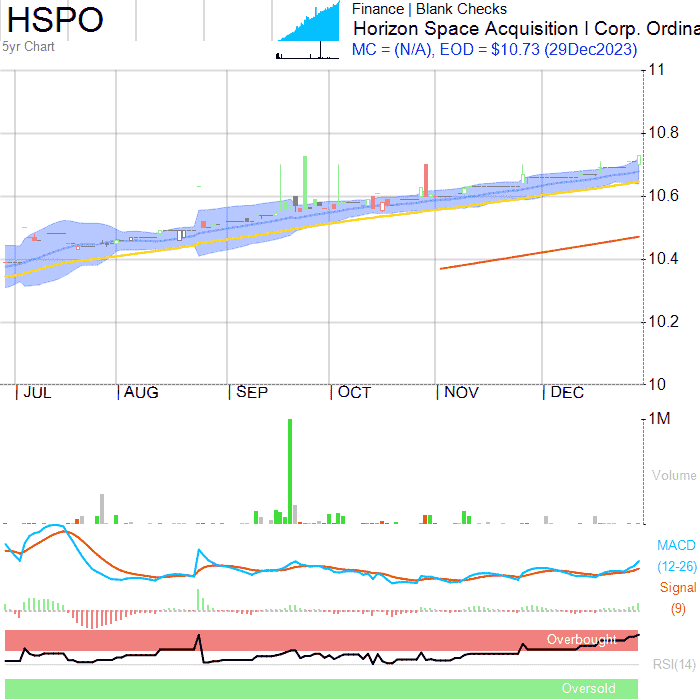 HSPO
5yr Chart
Finance | Blank Checks
Horizon Space Acquisition I Corp. Ordina
MC = (N/A), EOD = $10.73 (29Dec2023)
11
10.8
10.6
10.4
10.2
10
JUL
AUG
SEP
OCT
NOV
DEC
1M
Volume
MACD
(12-26)
Signal
(9)
Overbought
RSI(14)
Oversold